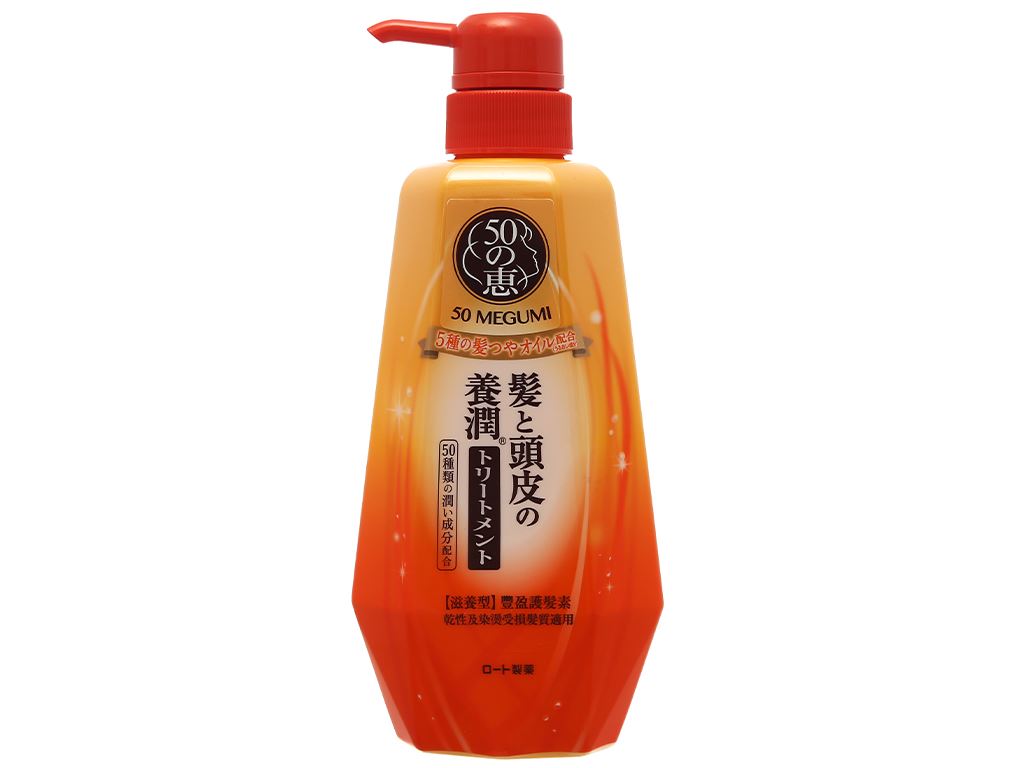 50の恵
50 MEGUMI
5種の髪つやオイル配合
髪と頭皮の
養潤®
トリートメント
50種類の潤い成分配合
【滋養型】豐盈護髮素
乾性及染燙受損髮質適用
ロート製薬